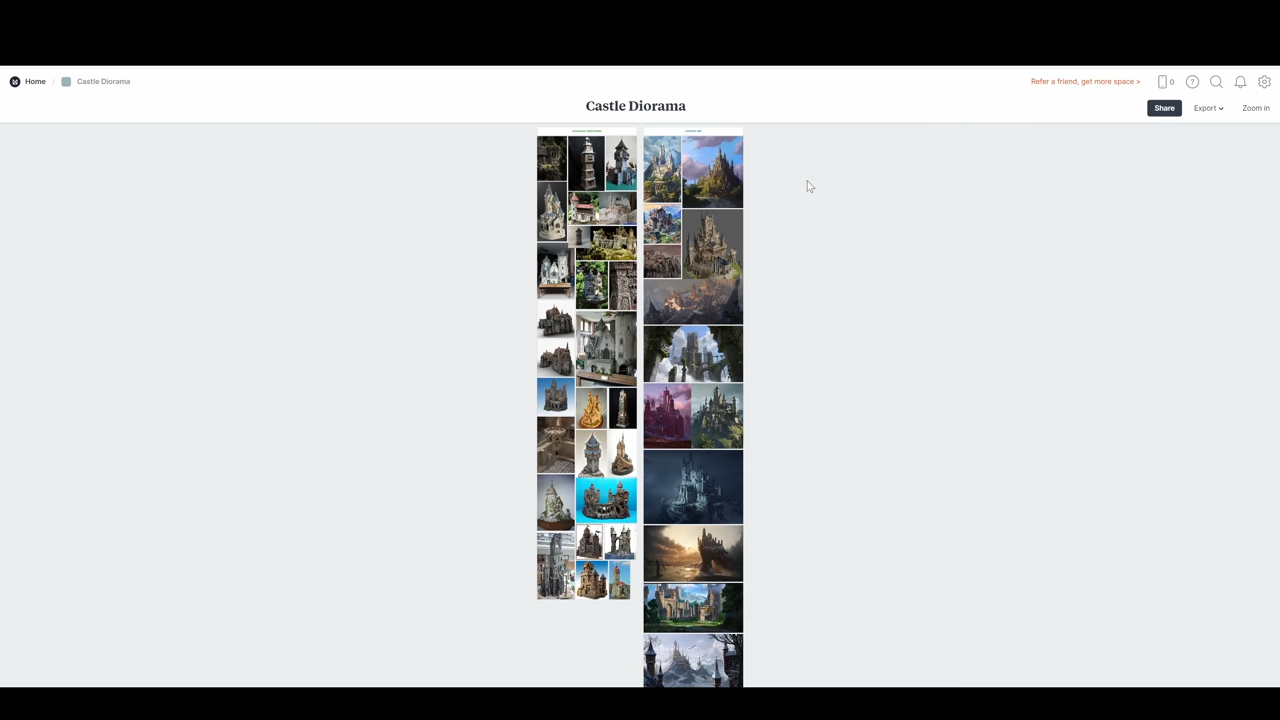 Home / Castle Diorama
Refer a friend, get more space >
0
Castle Diorama
Share
Export
Zoom in